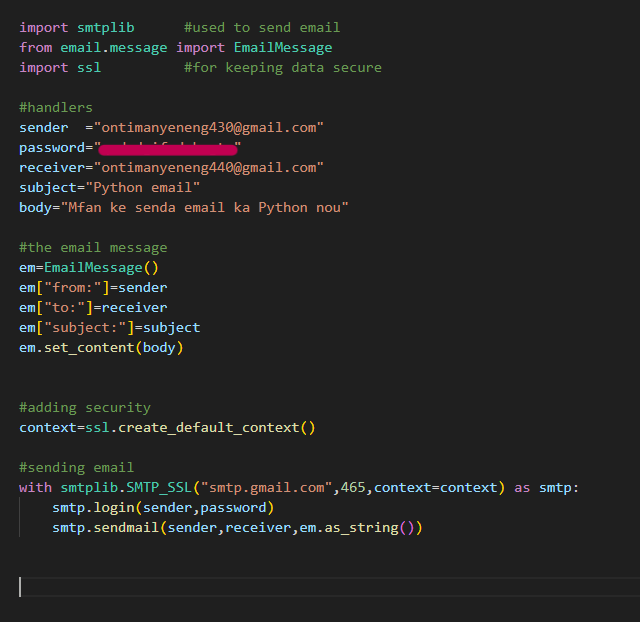 import smtplib      #used to send email
from email.message import EmailMessage
import ssl          #for keeping data secure
#handlers
sender  ="ontimanyeneng430@gmail.com"
password=""
receiver="ontimanyeneng440@gmail.com"
subject="Python email"
body="Mfan ke senda email ka Python nou"
#the email message
em=EmailMessage()
em["from:"]=sender
em["to:"]=receiver
em["subject:"]=subject
em.set_content(body)
#adding security
context=ssl.create_default_context()
#sending email
with smtplib.SMTP_SSL("smtp.gmail.com",465,context=context) as smtp:
    smtp.login(sender,password)
    smtp.sendmail(sender,receiver,em.as_string())